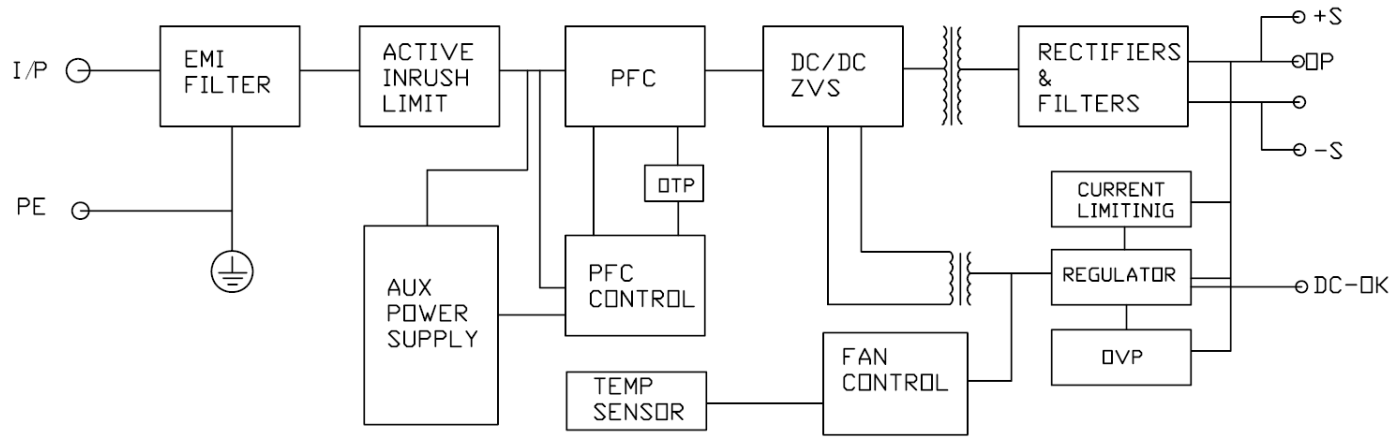 I/P
EMI
FILTER
ACTIVE
INRUSH
LIMIT
PFC
DC/DC
ZVS
RECTIFIERS
&
FILTERS
+S
OP
-S
PE
OTP
CURRENT
LIMITINIG
AUX
POWER
SUPPLY
PFC
CONTROL
REGULATOR
DC-OK
FAN
CONTROL
OVP
TEMP
SENSOR